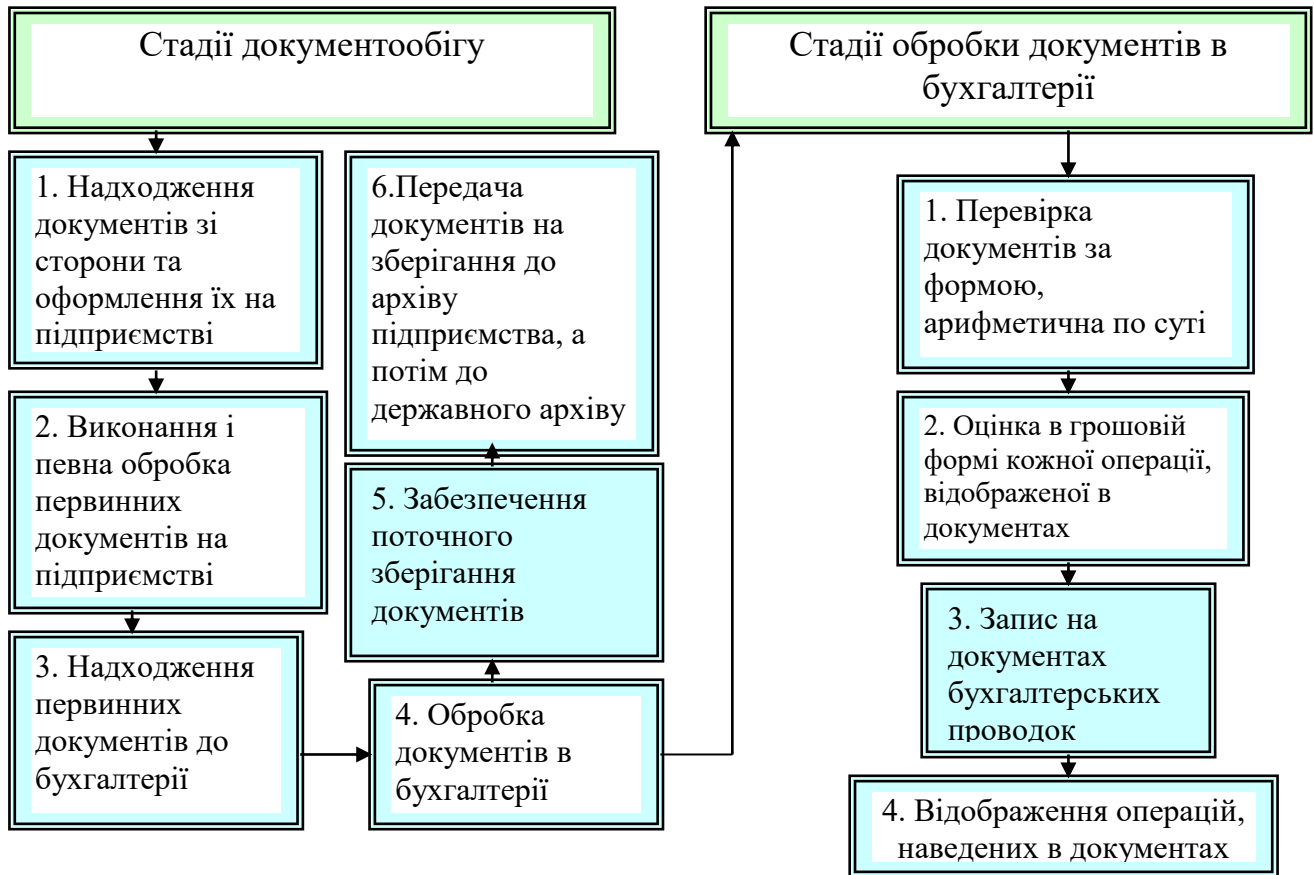 Стадії документообігу
Стадії обробки документів в
бухгалтерії
1. Надходження
документів зі
сторони та
оформлення їх на
підприємстві
2. Виконання і
певна обробка
первинних
документів на
підприємстві
3. Надходження
первинних
документів до
бухгалтерії
4. Обробка
документів в
бухгалтерії
5. Забезпечення
поточного
зберігання
документів
6.Передача
документів на
зберігання до
архіву
підприємства, а
потім до
державного архіву
1. Перевірка
документів за
формою,
арифметична по суті
2. Оцінка в грошовій
формі кожної операції,
відображеної в
документах
3. Запис на
документах
бухгалтерських
проводок
4. Відображення операцій,
наведених в документах